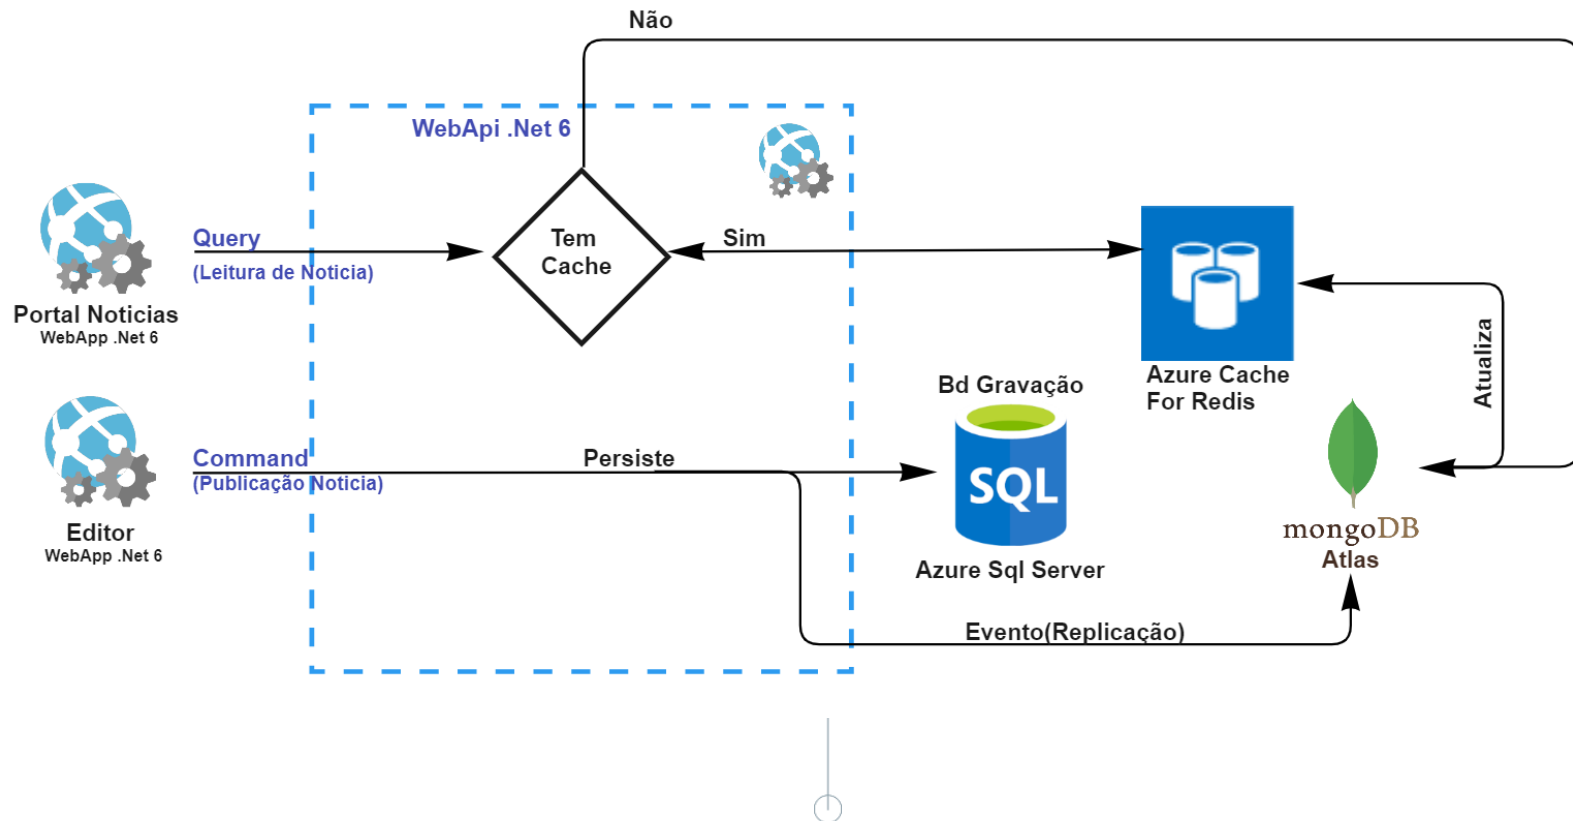 Não
WebApi .Net 6
Query
(Leitura de Noticia)
Tem
Cache
Sim
Portal Noticias
WebApp .Net 6
Azure Cache
For Redis
Atualiza
Bd Gravação
SQL
Azure Sql Server
Command
(Publicação Noticia)
Persiste
Editor
WebApp .Net 6
mongoDB
Atlas
Evento(Replicação)